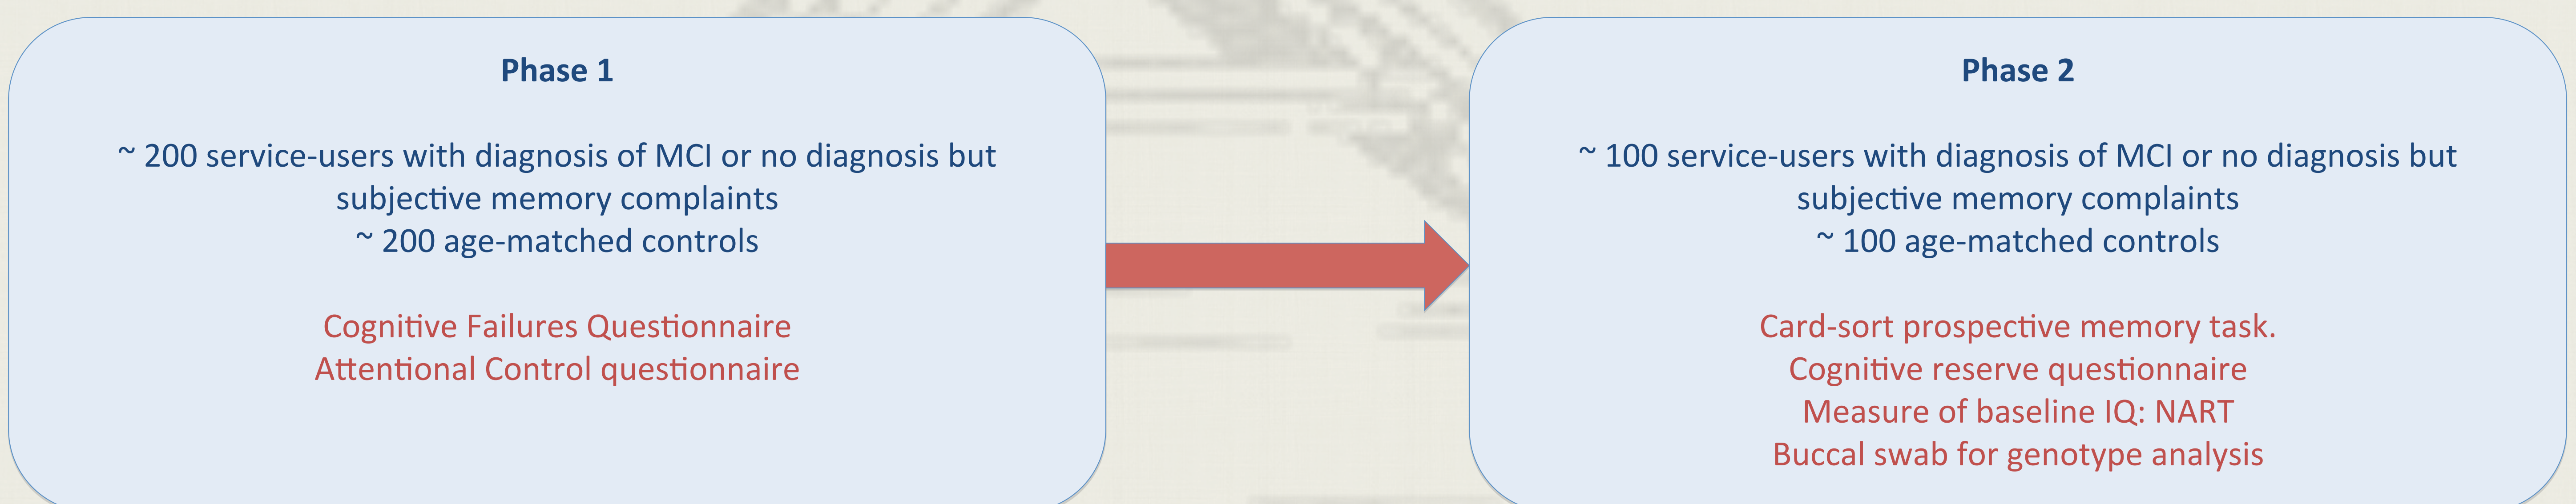 Phase 1
~ 200 service-users with diagnosis of MCI or no diagnosis but
subjective memory complaints
~ 200 age-matched controls
Cognitive Failures Questionnaire
Attentional Control questionnaire
Phase 2
~ 100 service-users with diagnosis of MCI or no diagnosis but
subjective memory complaints
~ 100 age-matched controls
Card-sort prospective memory task.
Cognitive reserve questionnaire
Measure of baseline IQ: NART
Buccal swab for genotype analysis